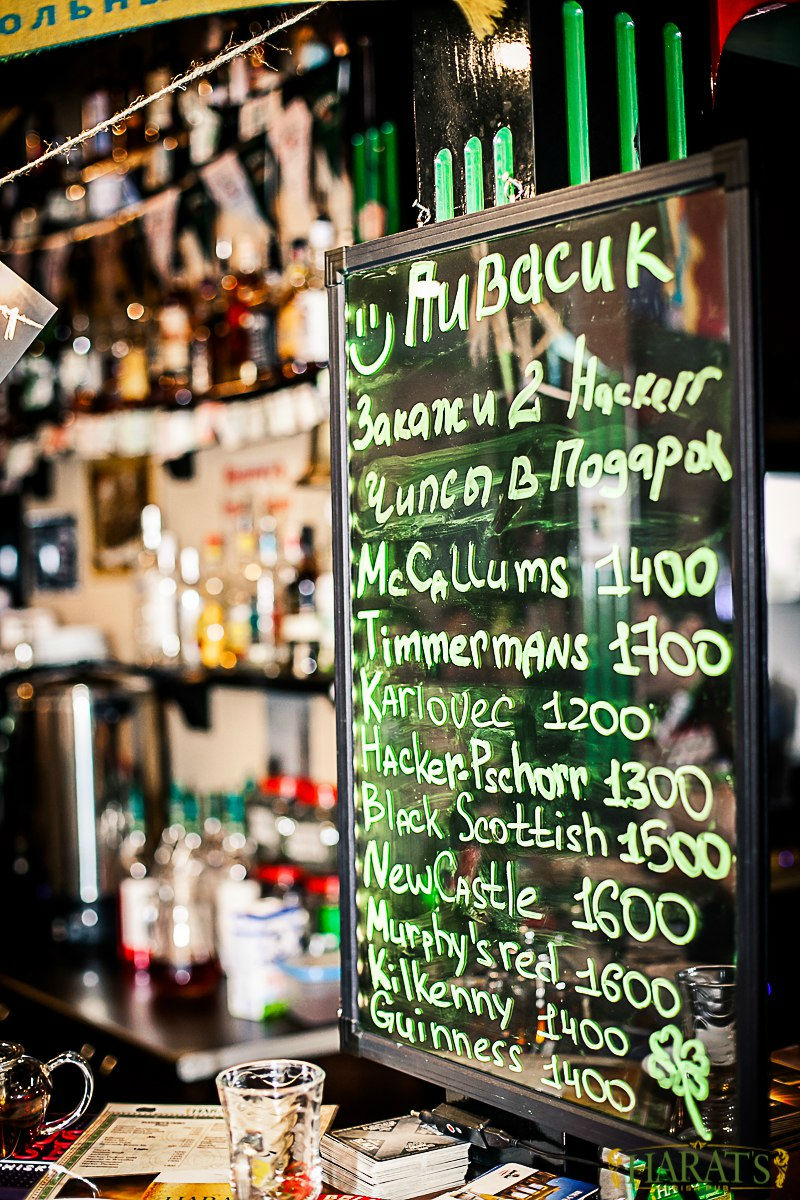 ОЛЬНЫ
Пивасик
Закажи 2 Hackerr
Чипсы в Подарок
McCallums 1400
Timmermans 1700
Karlovec 1200
Hacker-Pschorr 1300
Black Scottish 1500
NewCastle 1600
Murphy's red 1600
Kilkenny 1400
Guinness 1400
HARAT'S